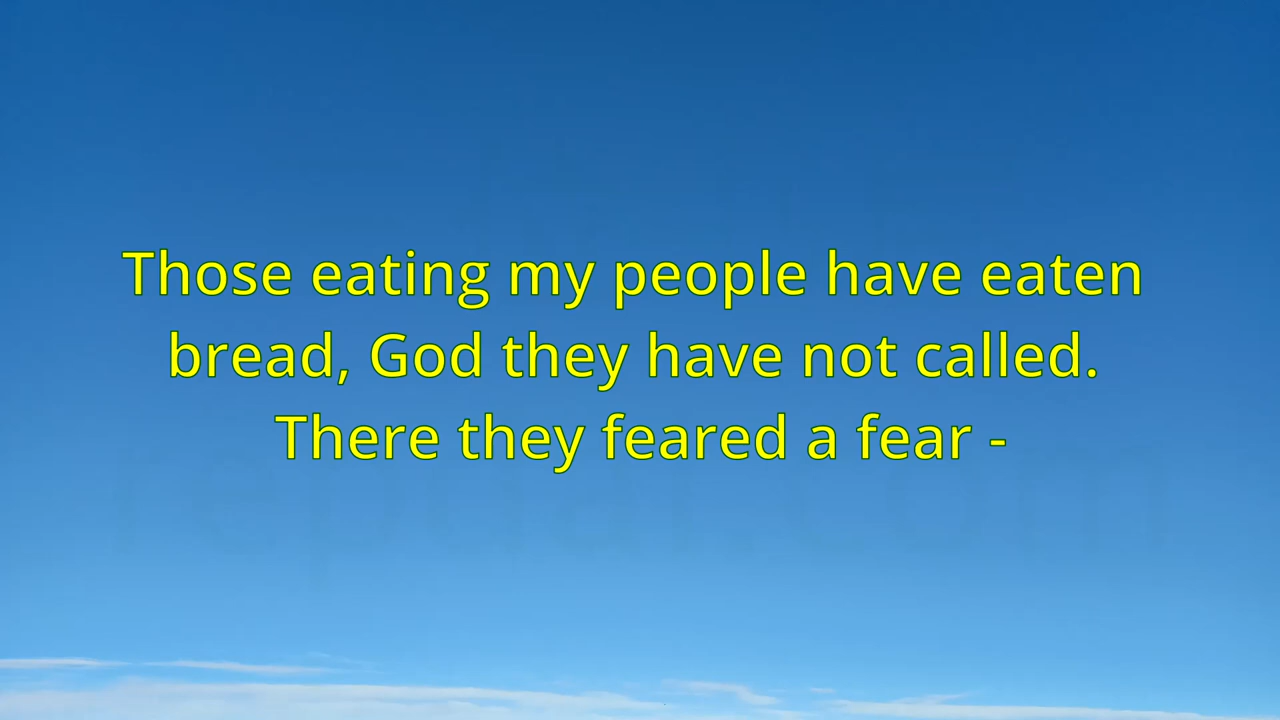 Those eating my people have eaten
bread, God they have not called.
There they feared a fear -